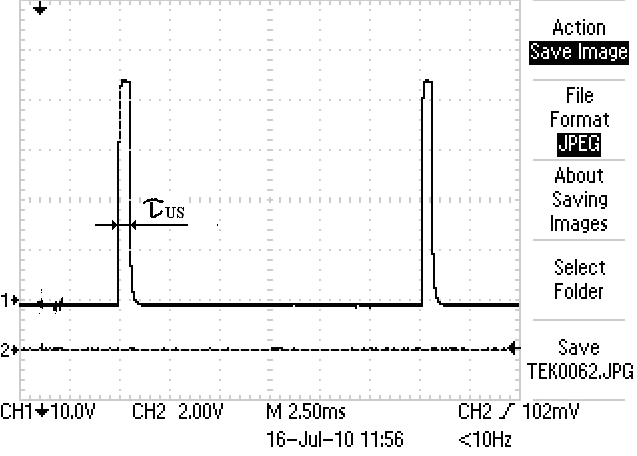 Action
Save Image
File
Format
JPEG
About
Saving
Images
Select
Folder
Save
TEK0062.JPG
τUS
1
2
CH1 10.0V CH2 2.00V M 2.50ms CH2 102mV
16-Jul-10 11:56 <10Hz